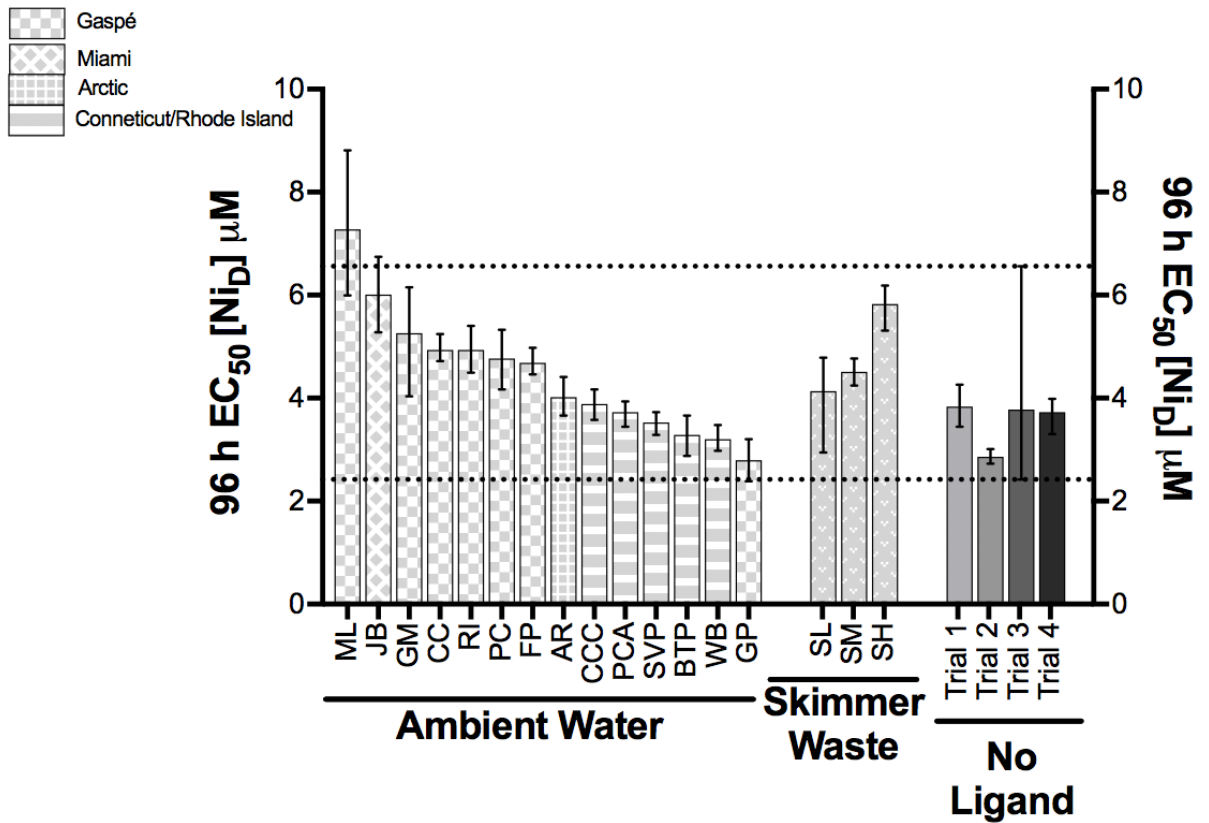 Gaspé
Miami
Arctic
Conneticut/Rhode Island
96 h EC50 [NiD] μM
10
8
6
4
2
0
10
8
6
4
2
0
96 h EC50 [NiD] μM
ML
JB
GM
CC
RI
PC
FP
AR
CCC
PCA
SVP
BTP
WB
GP
SL
SM
SH
Trial 1
Trial 2
Trial 3
Trial 4
Ambient Water
Skimmer
Waste
No
Ligand